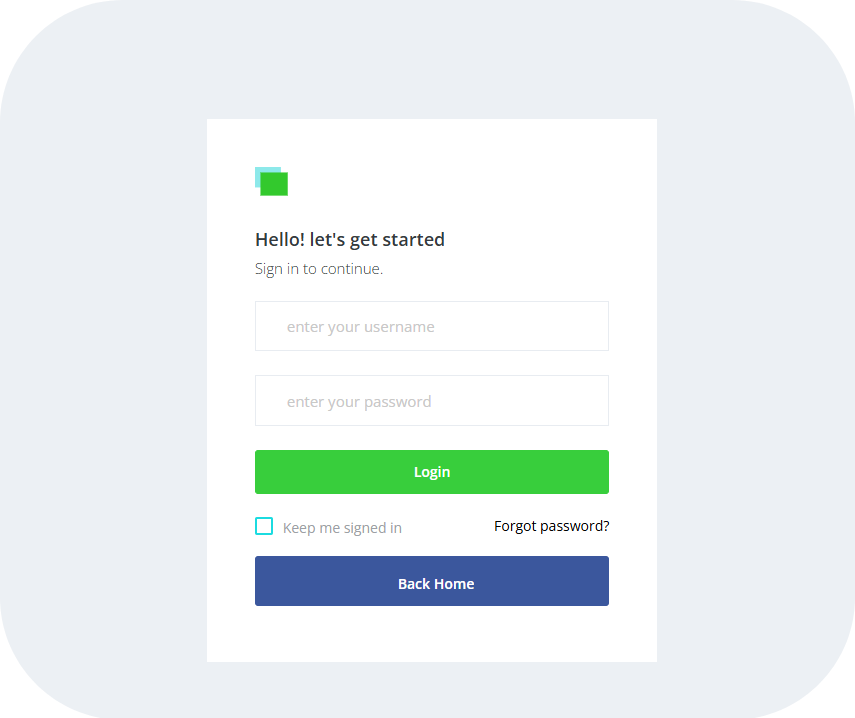 Hello! let's get started
Sign in to continue.
enter your username
enter your password
Login
Keep me signed in
Forgot password?
Back Home